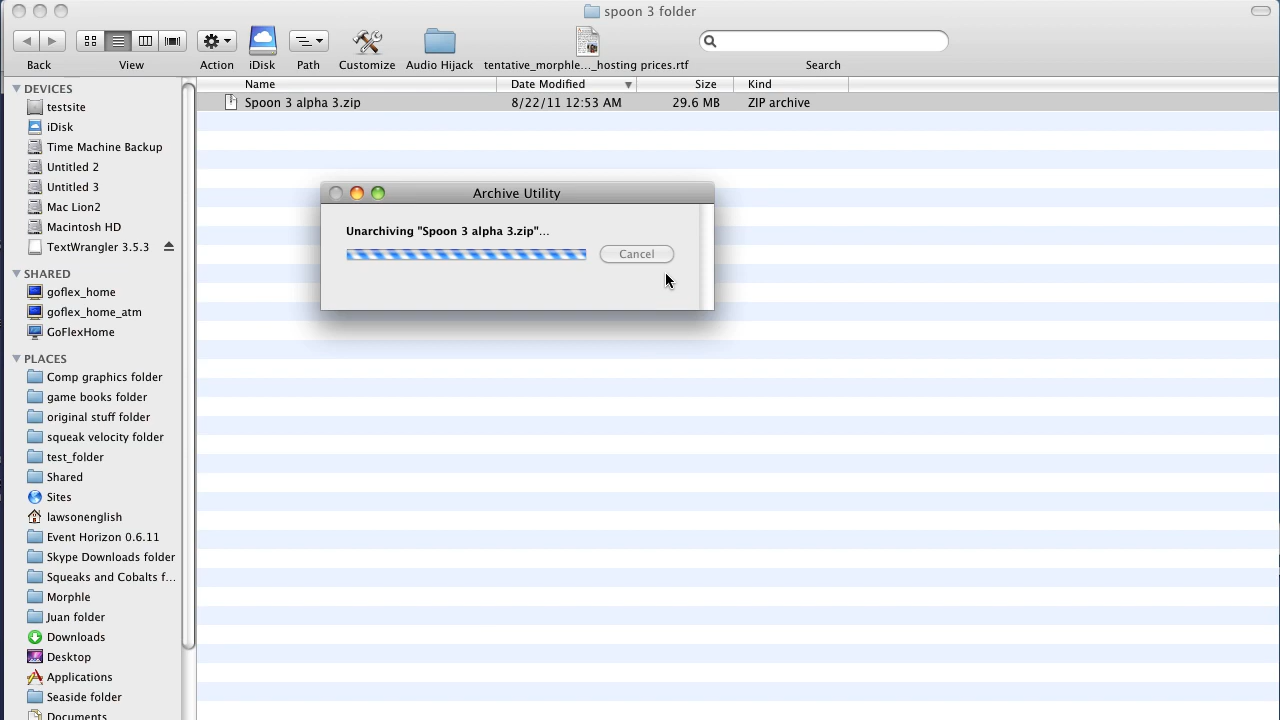 spoon 3 folder
Back
View
Action
iDisk
Path
Customize
Audio Hijack
tentative_morphle..._hosting prices.rtf
Search
Name Date Modified Size Kind
Spoon 3 alpha 3.zip 8/22/11 12:53 AM 29.6 MB ZIP archive
DEVICES
testsite
iDisk
Time Machine Backup
Untitled 2
Untitled 3
Mac Lion2
Macintosh HD
TextWrangler 3.5.3
SHARED
goflex_home
goflex_home_atm
GoFlexHome
PLACES
Comp graphics folder
game books folder
original stuff folder
squeak velocity folder
test_folder
Shared
Sites
lawsonenglish
Event Horizon 0.6.11
Skype Downloads folder
Squeaks and Cobalts f...
Morphle
Juan folder
Downloads
Desktop
Applications
Seaside folder
Documents
Archive Utility
Unarchiving "Spoon 3 alpha 3.zip"...
Cancel